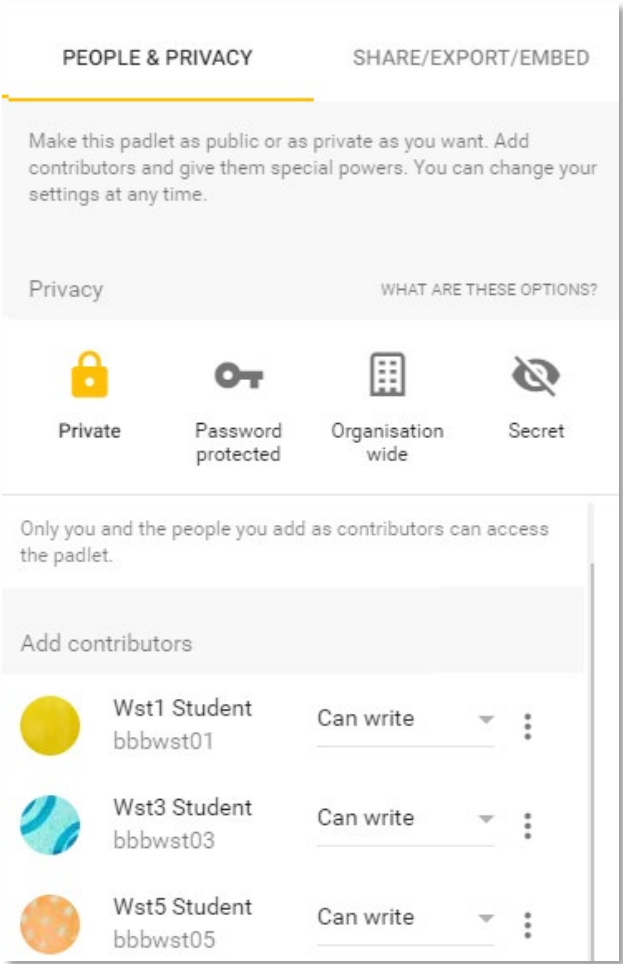 PEOPLE & PRIVACY SHARE/EXPORT/EMBED
Make this padlet as public or as private as you want. Add
contributors and give them special powers. You can change your
settings at any time.
Privacy WHAT ARE THESE OPTIONS?
Private Password protected Organisation wide Secret
Only you and the people you add as contributors can access
the padlet.
Add contributors
Wst1 Student Can write
bbbwst01
Wst3 Student Can write
bbbwst03
Wst5 Student Can write
bbbwst05